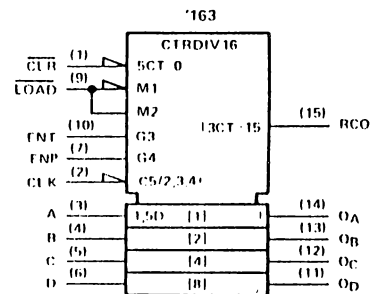 '163
CTRDIV16
CLR (1) 5CT 0
LOAD (9) M1
M2
(15) RCO
ENT (10) G3 3CT 15
ENP (7) G4
CLK (2) C5/2,3,4+
A (3) 1,5D [1] (14) QA
B (4) [2] (13) QB
C (5) [4] (12) QC
D (6) [8] (11) QD